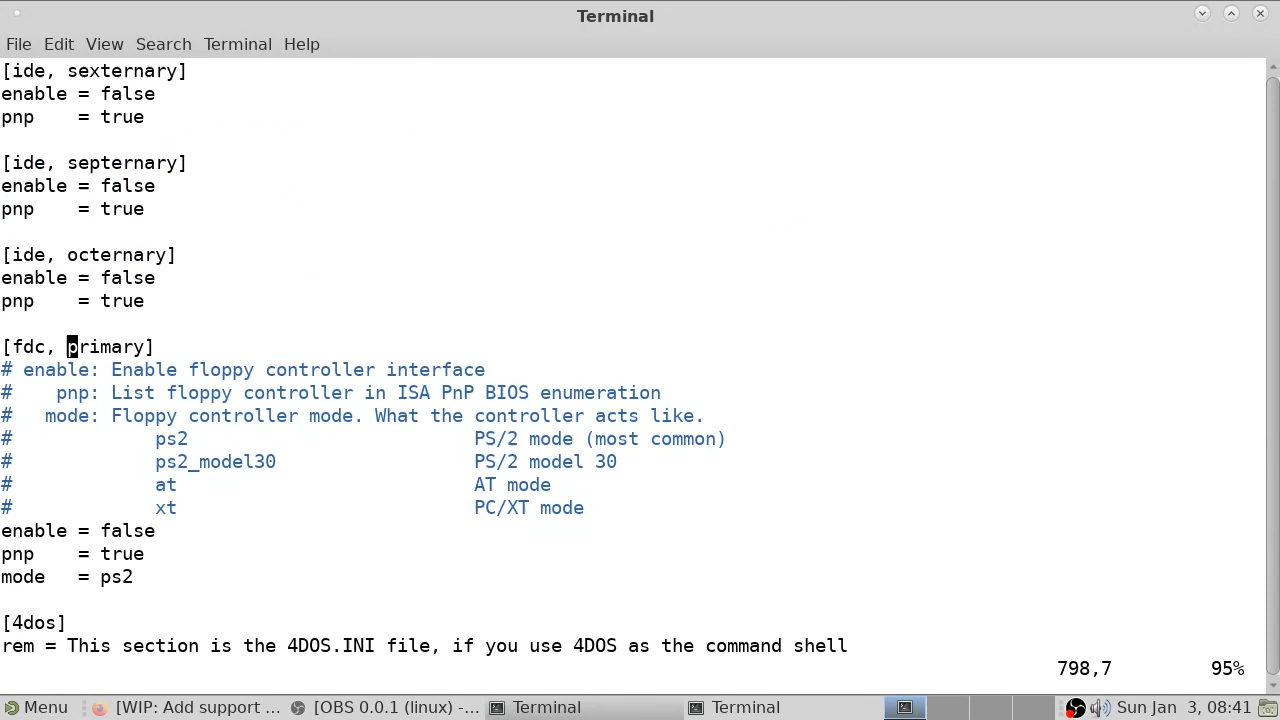 Terminal
File Edit View Search Terminal Help
[ide, sexternary]
enable = false
pnp    = true
[ide, septernary]
enable = false
pnp    = true
[ide, octernary]
enable = false
pnp    = true
[fdc, primary]
# enable: Enable floppy controller interface
#    pnp: List floppy controller in ISA PnP BIOS enumeration
#   mode: Floppy controller mode. What the controller acts like.
#             ps2                          PS/2 mode (most common)
#             ps2_model30                  PS/2 model 30
#             at                           AT mode
#             xt                           PC/XT mode
enable = false
pnp    = true
mode   = ps2
[4dos]
rem = This section is the 4DOS.INI file, if you use 4DOS as the command shell
798,7         95%
Menu [WIP: Add support ... [OBS 0.0.1 (linux) -... Terminal Terminal Sun Jan  3, 08:41